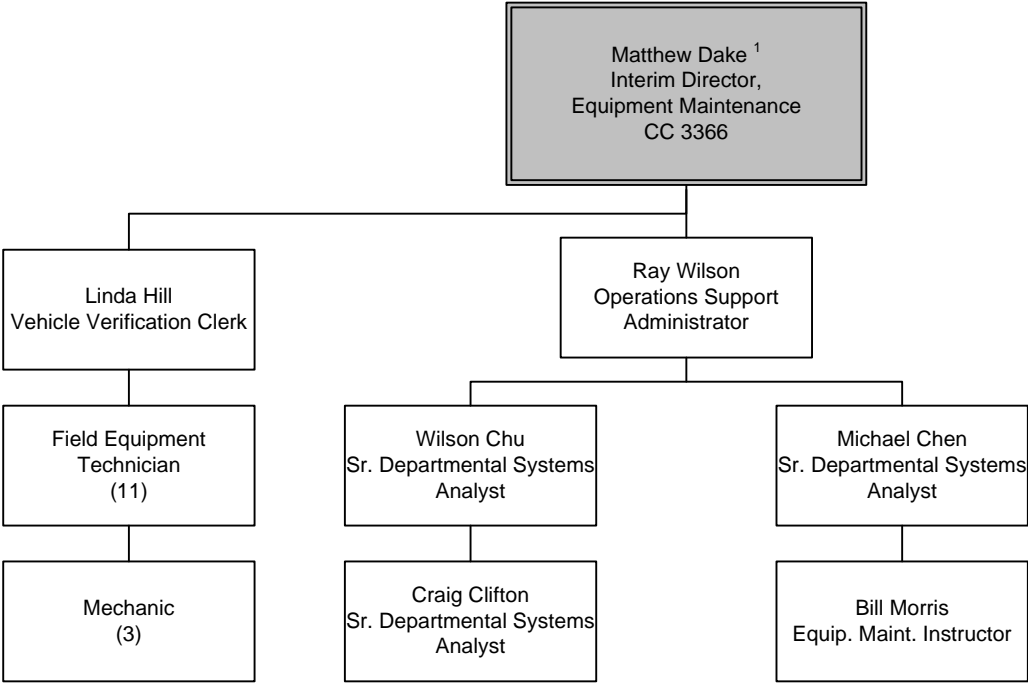 Matthew Dake 1
Interim Director,
Equipment Maintenance
CC 3366
Linda Hill
Vehicle Verification Clerk
Ray Wilson
Operations Support
Administrator
Field Equipment
Technician
(11)
Wilson Chu
Sr. Departmental Systems
Analyst
Michael Chen
Sr. Departmental Systems
Analyst
Mechanic
(3)
Craig Clifton
Sr. Departmental Systems
Analyst
Bill Morris
Equip. Maint. Instructor